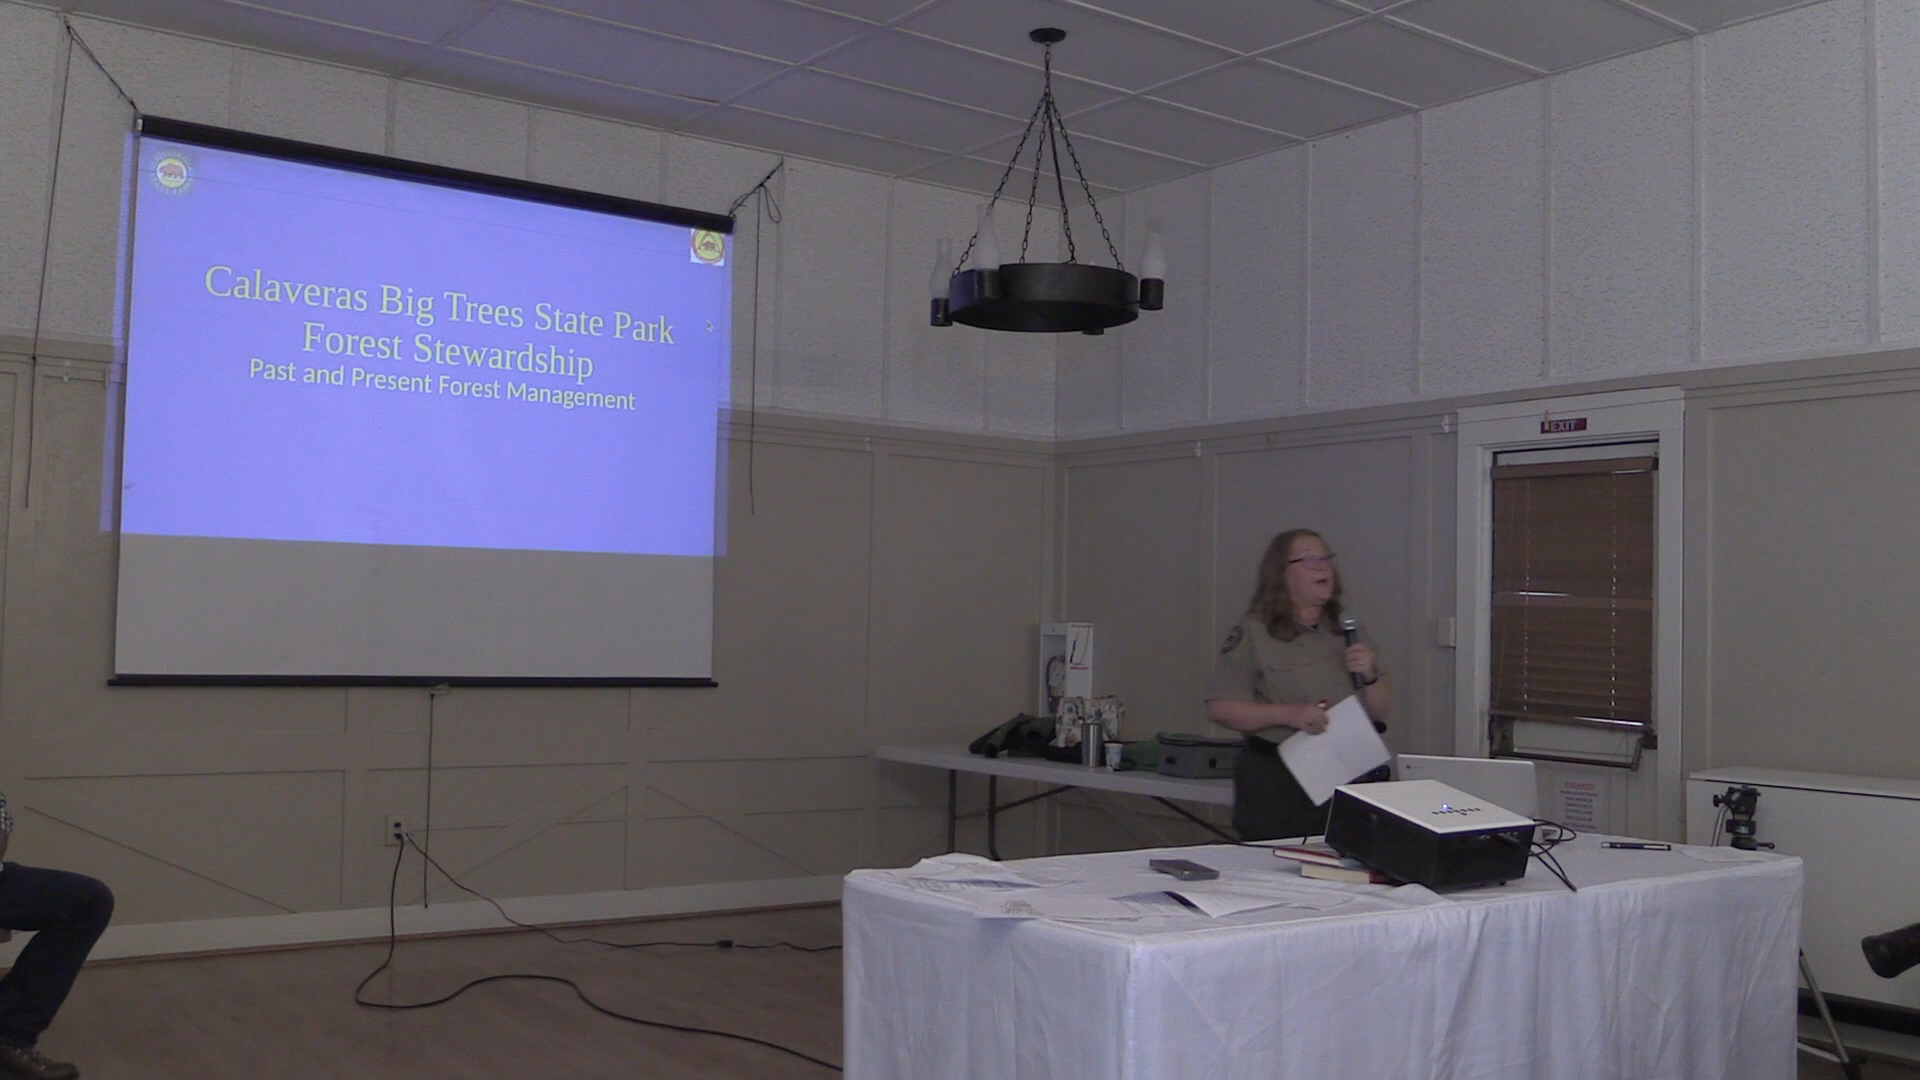 Calaveras Big Trees State Park
Forest Stewardship
Past and Present Forest Management
EXIT